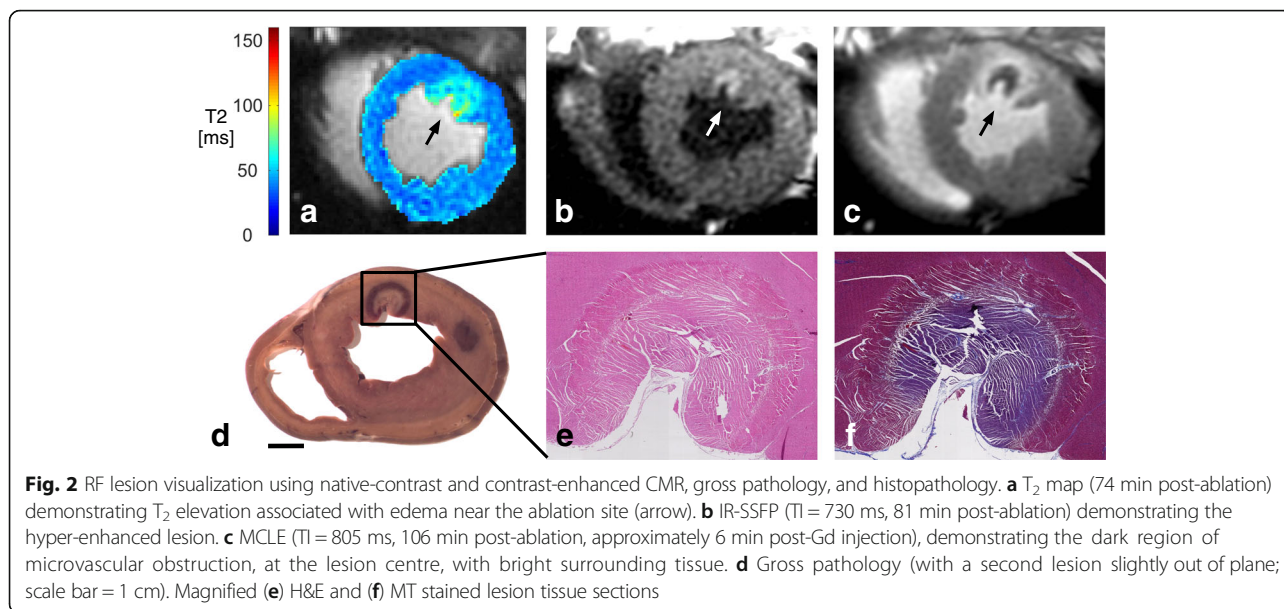 150
100
T2
[ms]
50
0
a
b
c
d
e
f
Fig. 2 RF lesion visualization using native-contrast and contrast-enhanced CMR, gross pathology, and histopathology. a T2 map (74 min post-ablation)
demonstrating T2 elevation associated with edema near the ablation site (arrow). b IR-SSFP (TI = 730 ms, 81 min post-ablation) demonstrating the
hyper-enhanced lesion. c MCLE (TI = 805 ms, 106 min post-ablation, approximately 6 min post-Gd injection), demonstrating the dark region of
microvascular obstruction, at the lesion centre, with bright surrounding tissue. d Gross pathology (with a second lesion slightly out of plane;
scale bar = 1 cm). Magnified (e) H&E and (f) MT stained lesion tissue sections